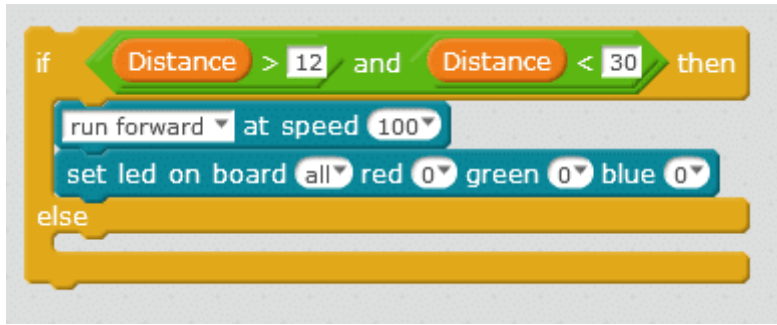 if Distance > 12 and Distance < 30 then
run forward at speed 100
set led on board all red 0 green 0 blue 0
else